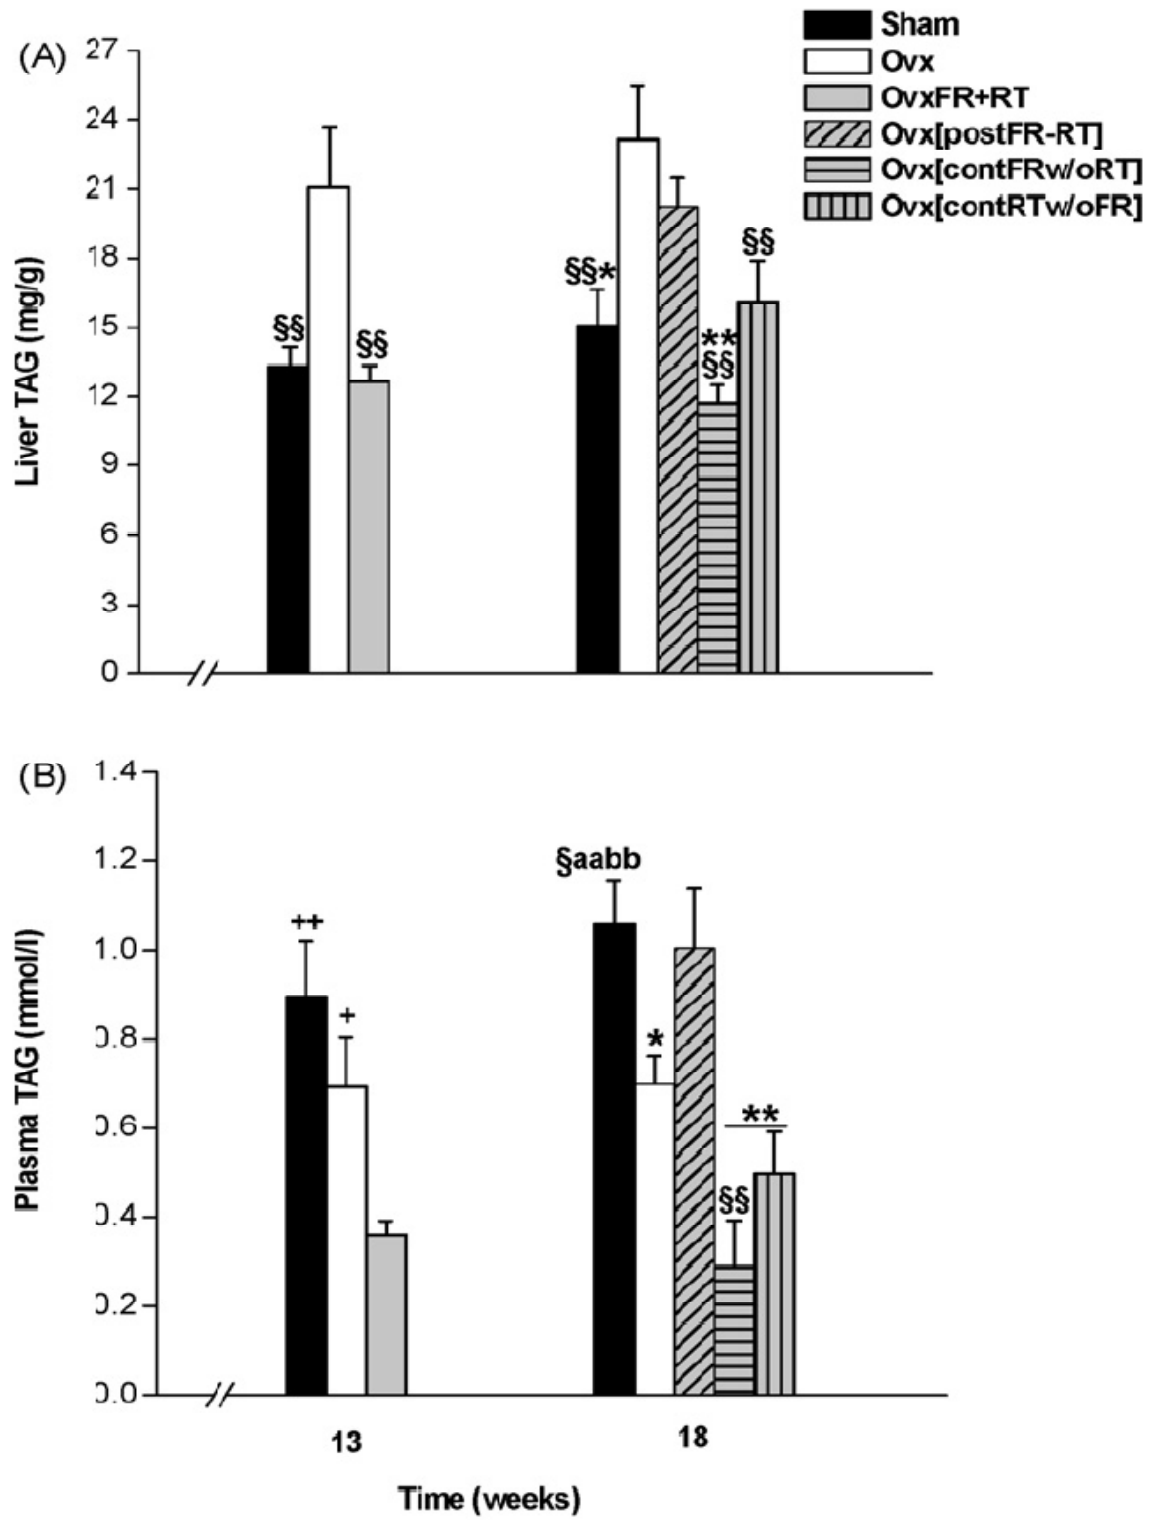 (A)
Sham
Ovx
OvxFR+RT
Ovx[postFR-RT]
Ovx[contFRw/oRT]
Ovx[contRTw/oFR]
27
24
21
18
15
12
9
6
3
0
Liver TAG (mg/g)
§§
§§
§§*
**
§§
§§
(B)
1.4
1.2
1.0
0.8
0.6
0.4
0.2
0.0
Plasma TAG (mmol/l)
++
+
§aabb
*
**
§§
13
18
Time (weeks)